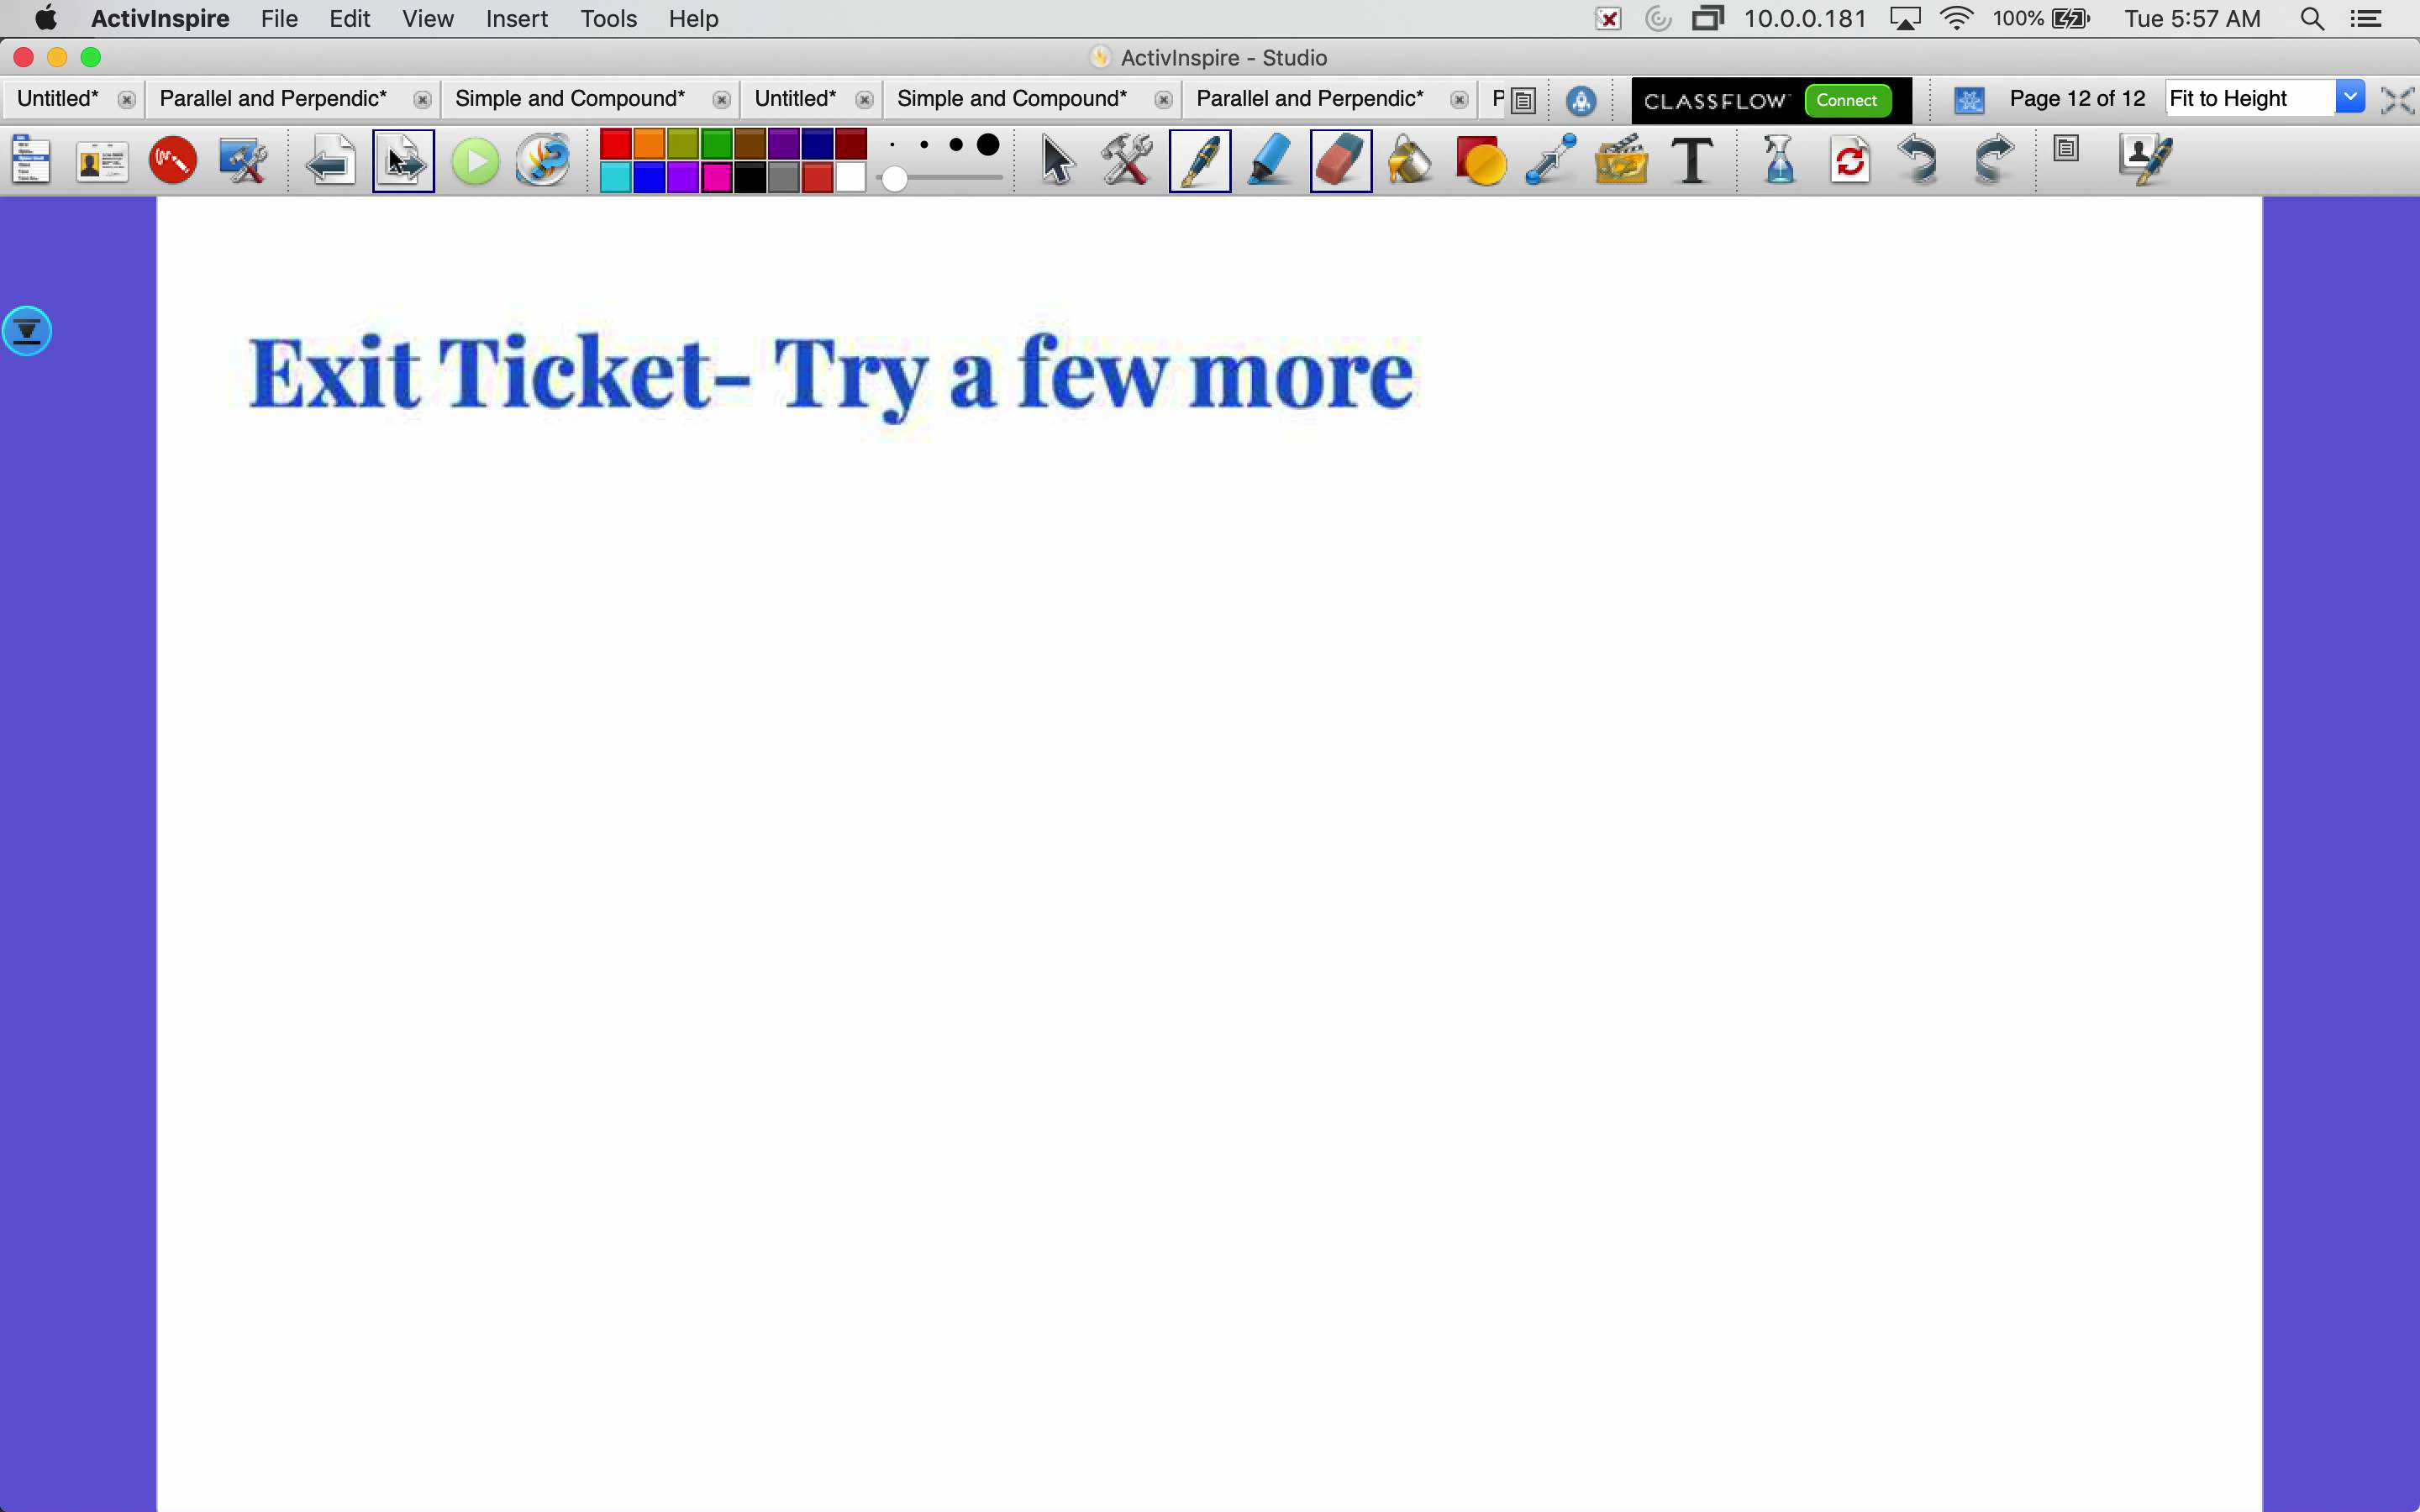 ActivInspire File Edit View Insert Tools Help 10.0.0.181 100% Tue 5:57 AM
ActivInspire - Studio
Untitled* Parallel and Perpendic* Simple and Compound* Untitled* Simple and Compound* Parallel and Perpendic* P CLASSFLOW Connect Page 12 of 12 Fit to Height
Exit Ticket- Try a few more